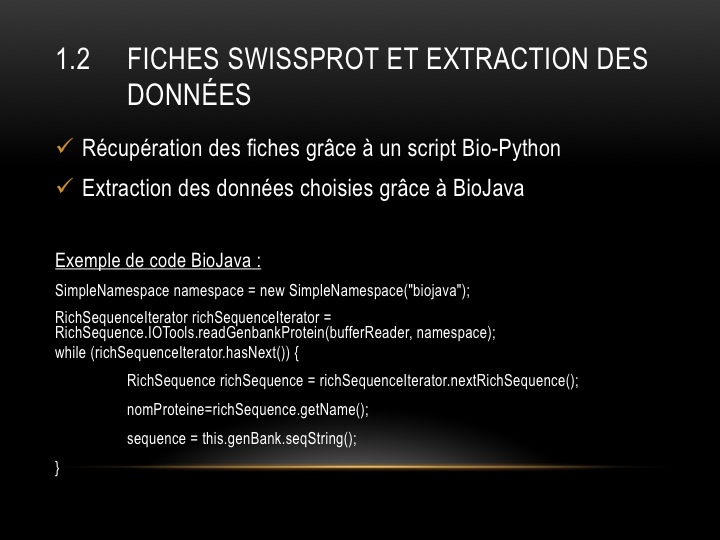 1.2 FICHES SWISSPROT ET EXTRACTION DES
DONNÉES
✓ Récupération des fiches grâce à un script Bio-Python
✓ Extraction des données choisies grâce à BioJava
Exemple de code BioJava :
SimpleNamespace namespace = new SimpleNamespace("biojava");
RichSequenceIterator richSequenceIterator =
RichSequence.IOTools.readGenbankProtein(bufferReader, namespace);
while (richSequenceIterator.hasNext()) {
RichSequence richSequence = richSequenceIterator.nextRichSequence();
nomProteine=richSequence.getName();
sequence = this.genBank.seqString();
}